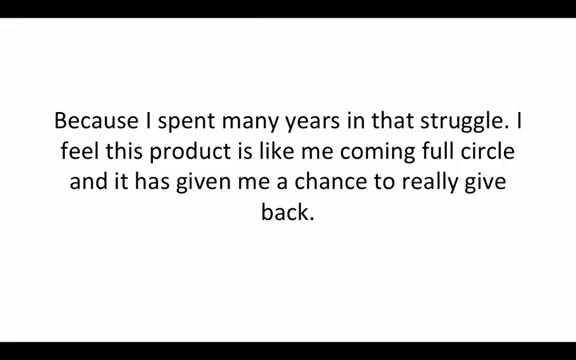 Because I spent many years in that struggle. I
feel this product is like me coming full circle
and it has given me a chance to really give
back.